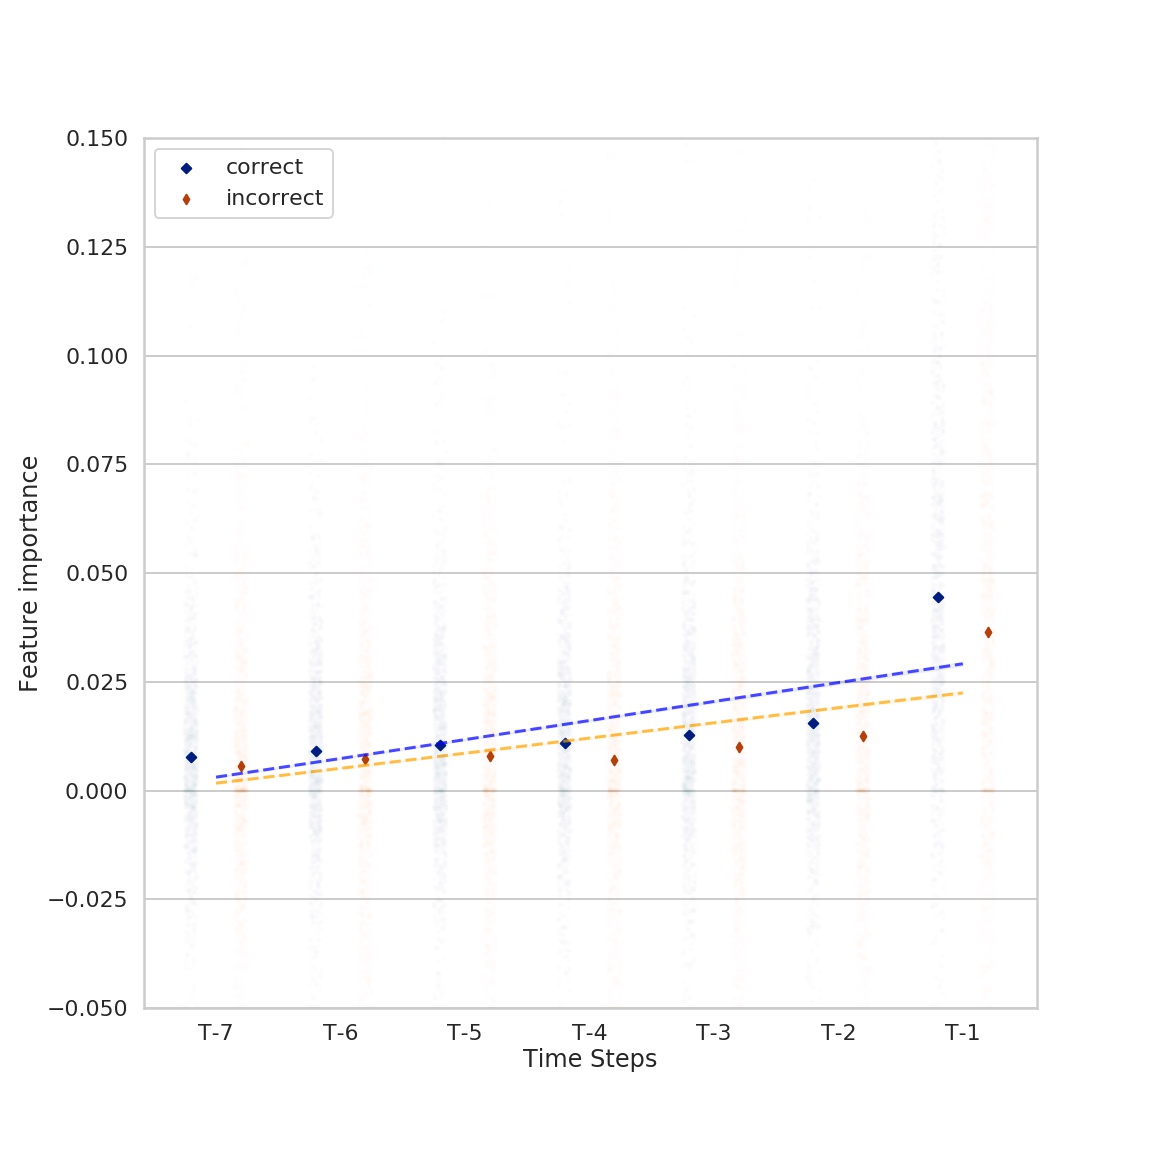 0.150
0.125
0.100
0.075
0.050
0.025
0.000
−0.025
−0.050
Feature importance
correct
incorrect
T-7 T-6 T-5 T-4 T-3 T-2 T-1
Time Steps